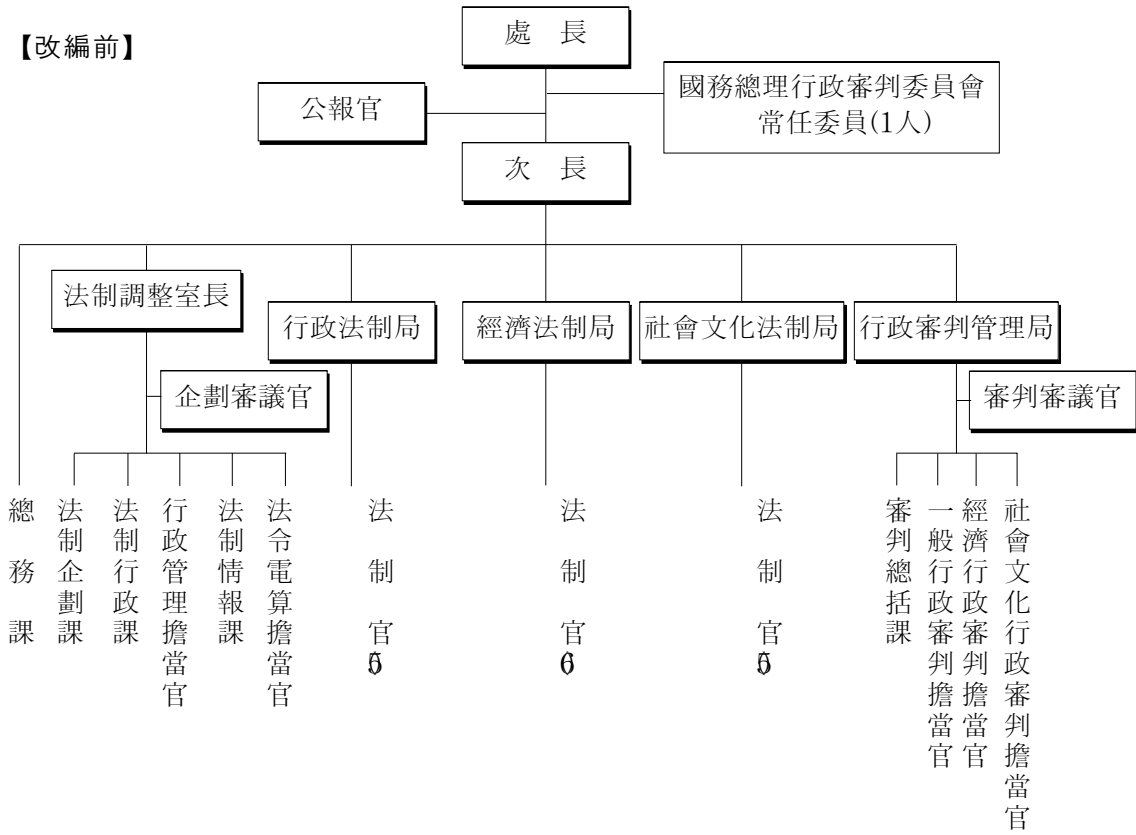 【改編前】
處 長
公報官
國務總理行政審判委員會
常任委員(1人)
次 長
法制調整室長
行政法制局
經濟法制局
社會文化法制局
行政審判管理局
企劃審議官
審判審議官
總務課
法制企劃課
法制行政課
行政管理擔當官
法制情報課
法令電算擔當官
法制官
法制官
法制官
審判總括課
一般行政審判擔當官
經濟行政審判擔當官
社會文化行政審判擔當官